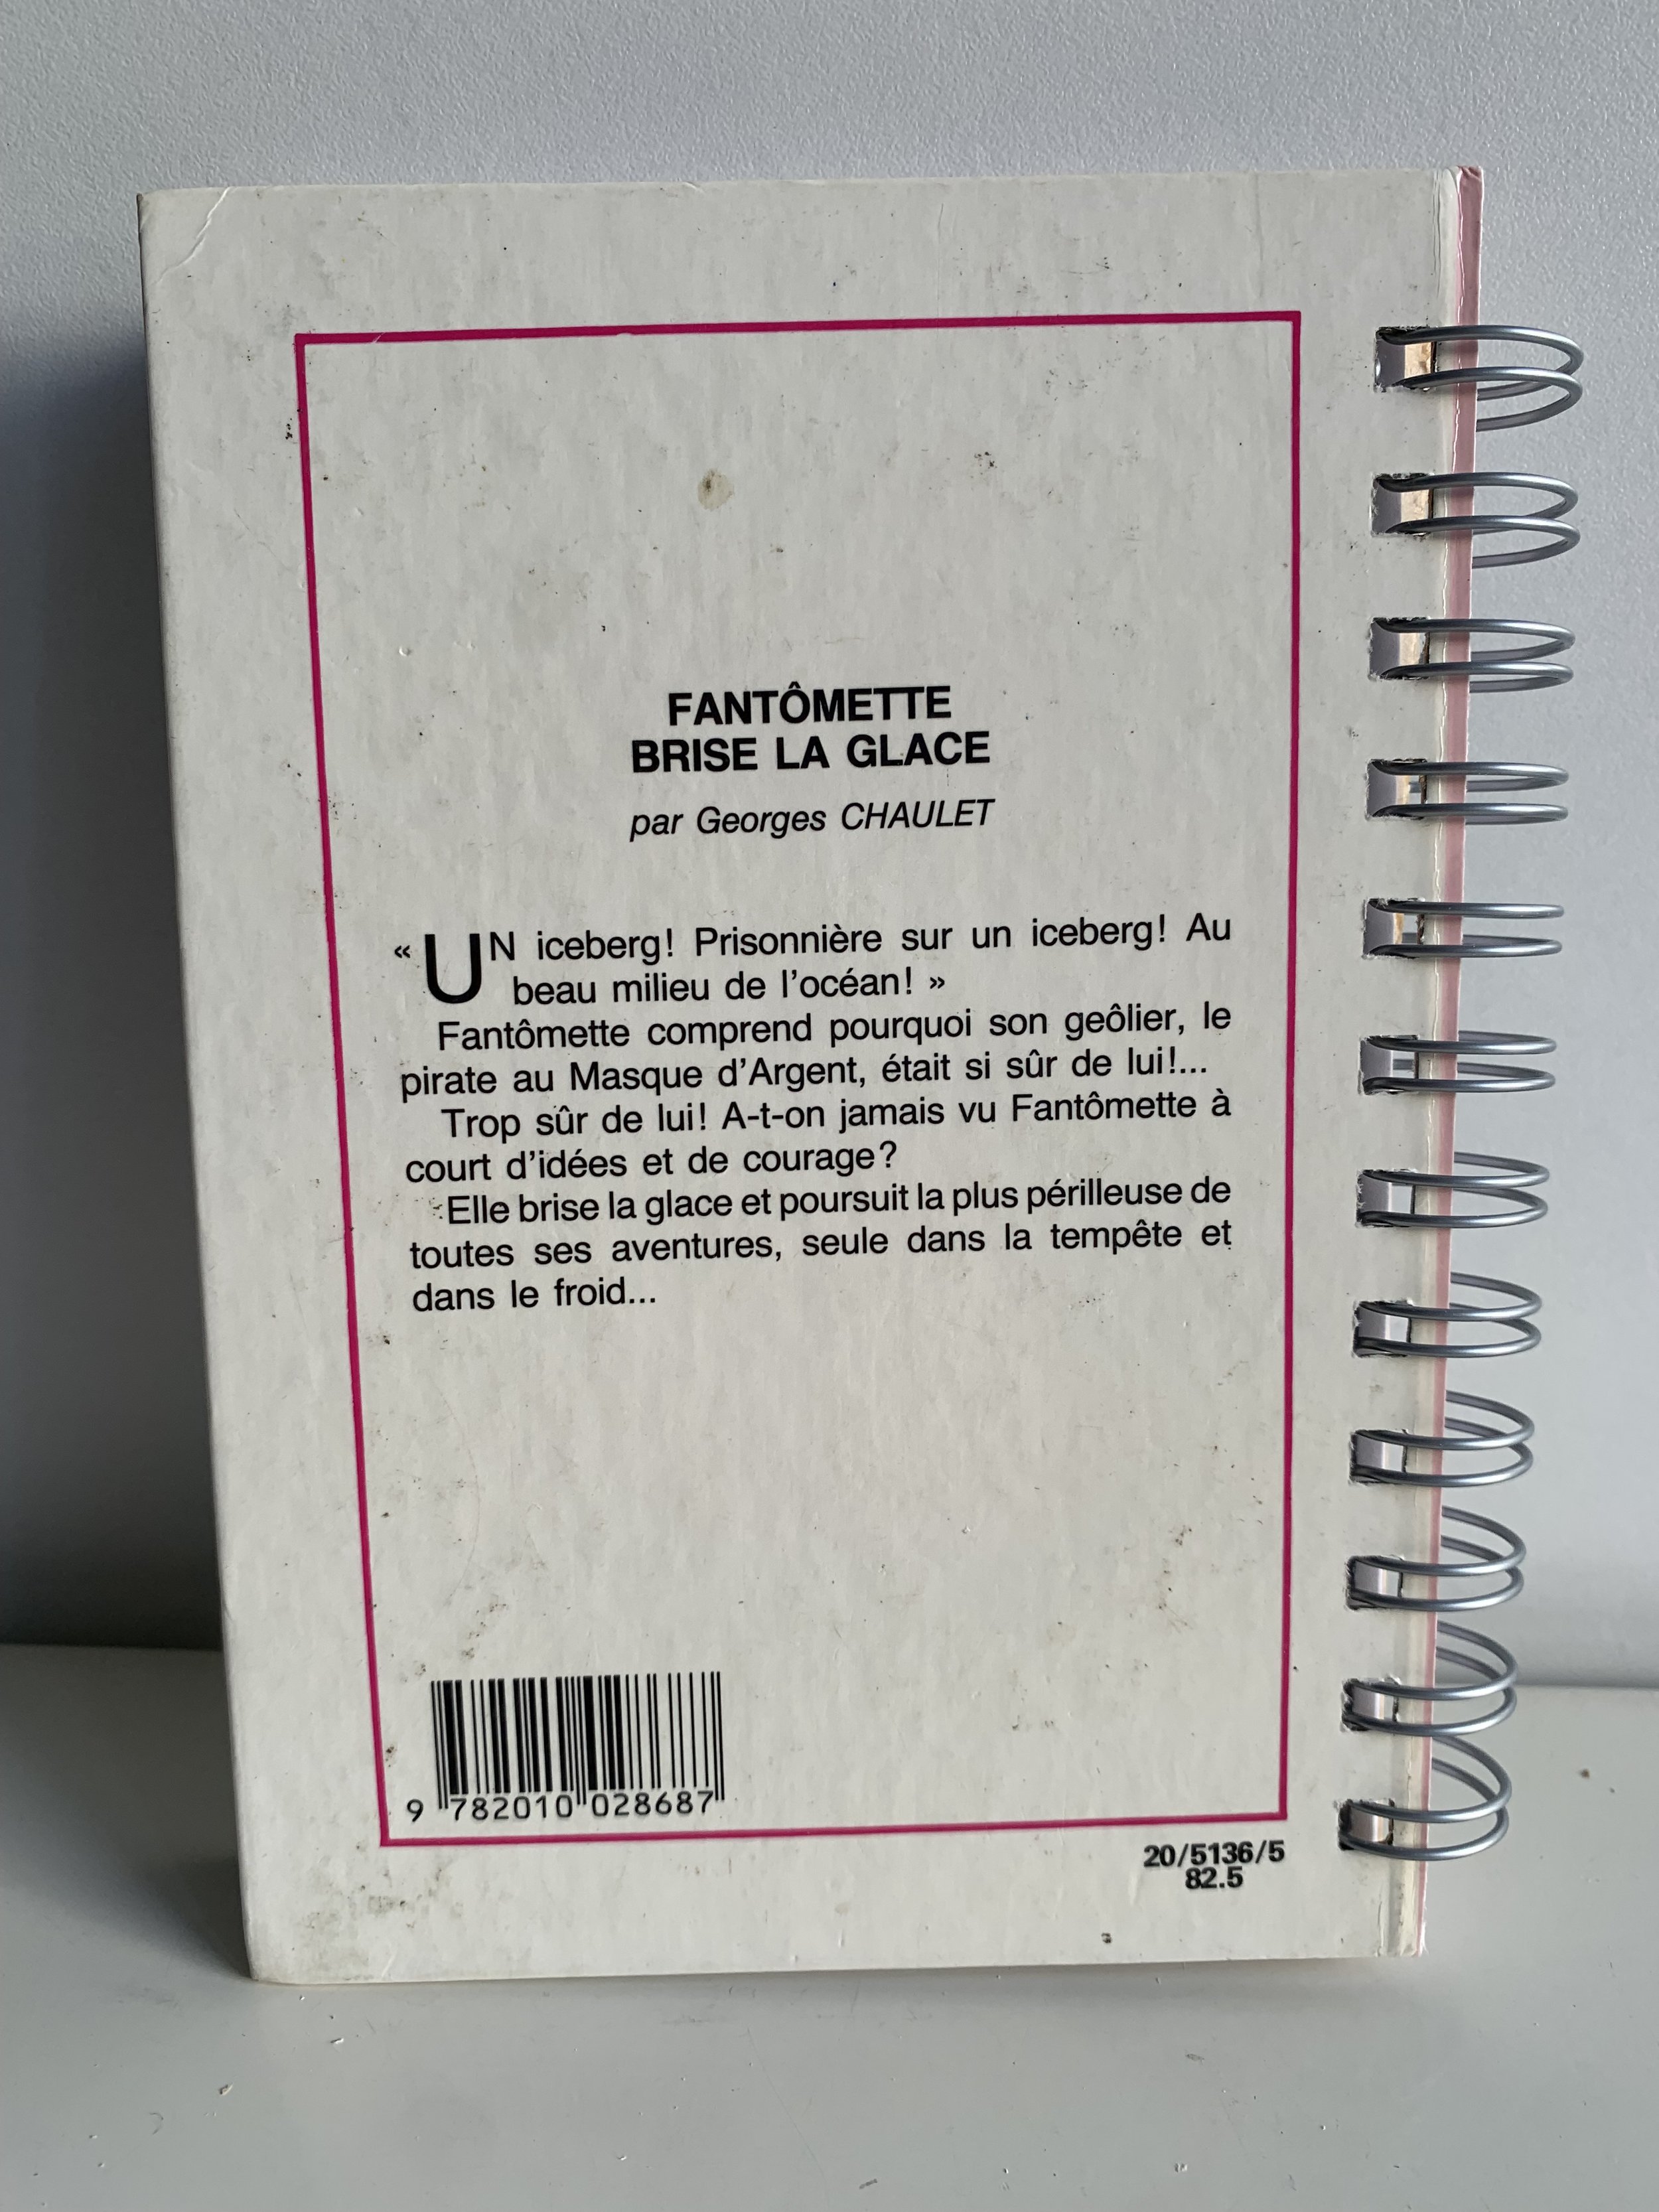 FANTÔMETTE
BRISE LA GLACE
par Georges CHAULET
« UN iceberg! Prisonnière sur un iceberg! Au
beau milieu de l'océan! »
Fantômette comprend pourquoi son geôlier, le
pirate au Masque d'Argent, était si sûr de lui!...
Trop sûr de lui! A-t-on jamais vu Fantômette à
court d'idées et de courage?
Elle brise la glace et poursuit la plus périlleuse de
toutes ses aventures, seule dans la tempête et
dans le froid...
9 782010 028687
20/5136/5
82.5